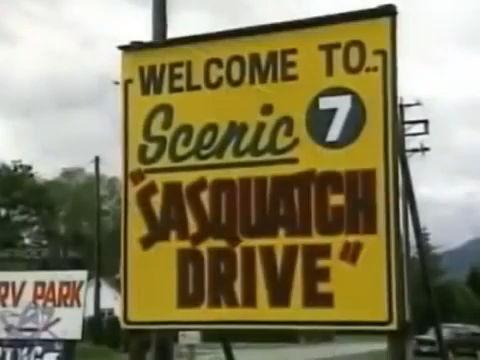 WELCOME TO..
Scenic 7
"SASQUATCH
DRIVE"
RV PARK